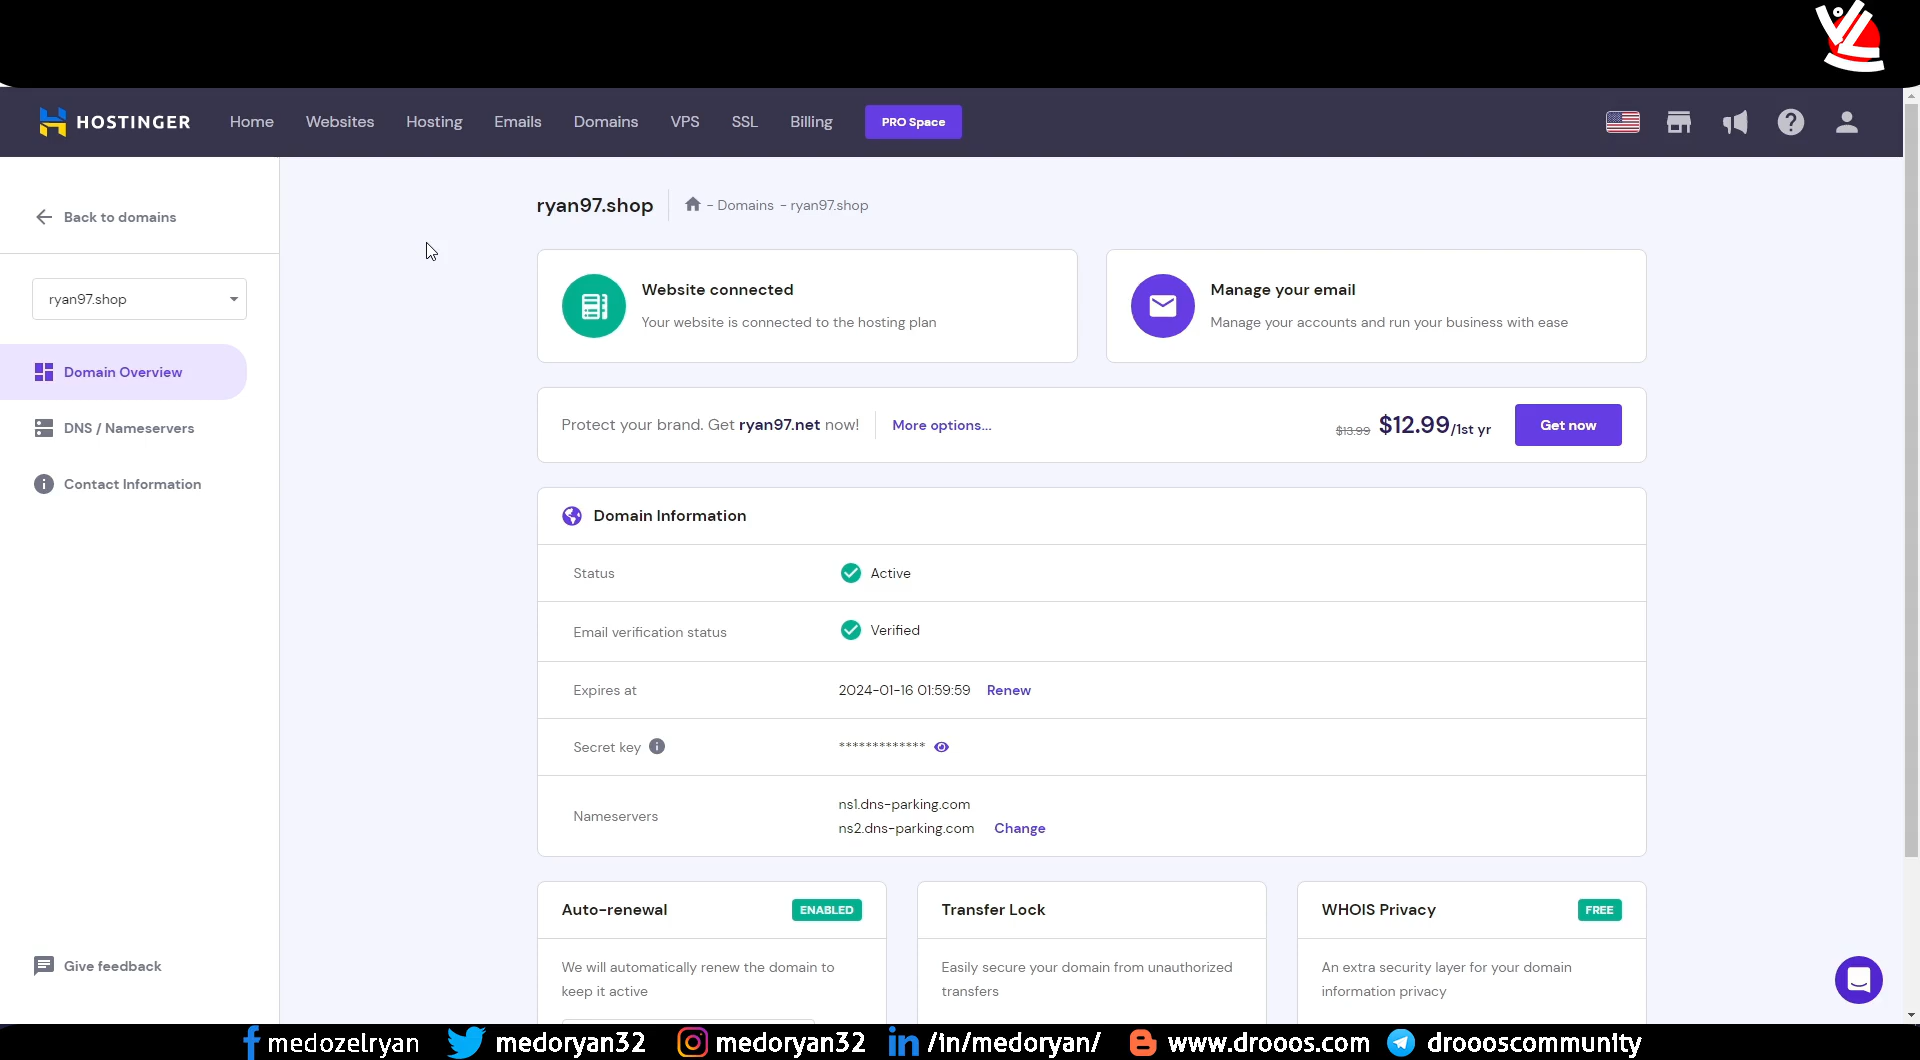 HOSTINGER Home Websites Hosting Emails Domains VPS SSL Billing PRO Space
Back to domains
ryan97.shop
Domain Overview
DNS / Nameservers
Contact Information
Give feedback
ryan97.shop - Domains - ryan97.shop
Website connected
Your website is connected to the hosting plan
Manage your email
Manage your accounts and run your business with ease
Protect your brand. Get ryan97.net now! More options... $13.99 $12.99/1st yr Get now
Domain Information
Status Active
Email verification status Verified
Expires at 2024-01-16 01:59:59 Renew
Secret key ************* 
Nameservers
ns1.dns-parking.com
ns2.dns-parking.com Change
Auto-renewal ENABLED
We will automatically renew the domain to
keep it active
Transfer Lock
Easily secure your domain from unauthorized
transfers
WHOIS Privacy FREE
An extra security layer for your domain
information privacy
medozelryan medoryan32 medoryan32 /in/medoryan/ www.drooos.com droooscommunity